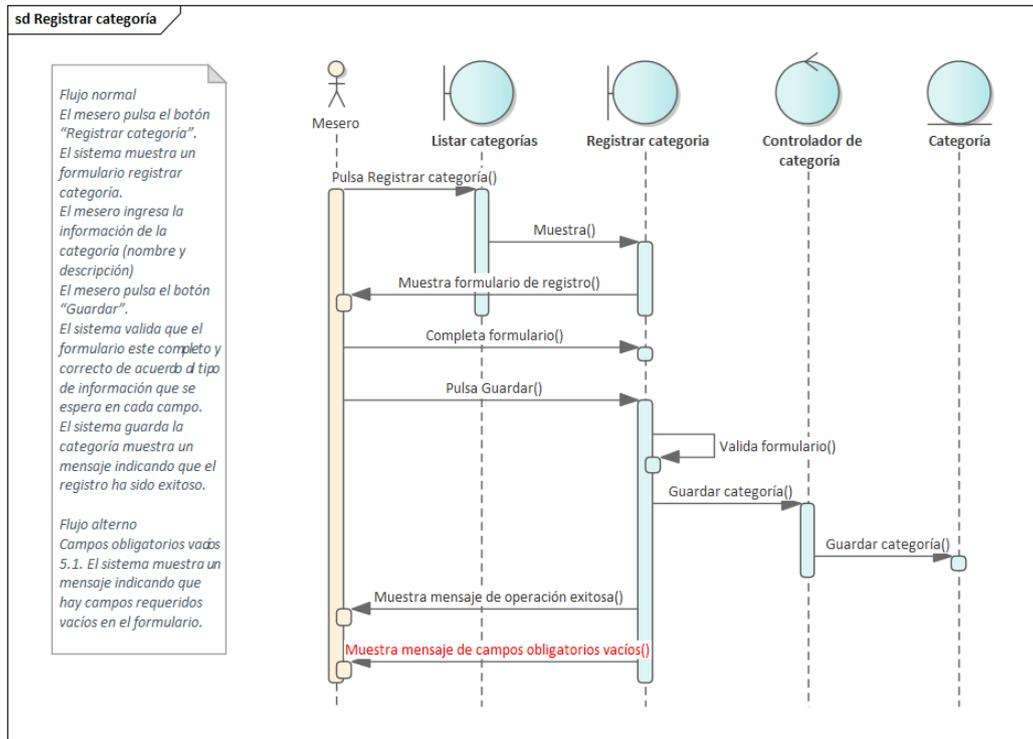 sd Registrar categoría
Flujo normal
El mesero pulsa el botón
“Registrar categoría”.
El sistema muestra un
formulario registrar
categoría.
El mesero ingresa la
información de la
categoría (nombre y
descripción)
El mesero pulsa el botón
“Guardar”.
El sistema valida que el
formulario este completo y
correcto de acuerdo al tipo
de información que se
espera en cada campo.
El sistema guarda la
categoría muestra un
mensaje indicando que el
registro ha sido exitoso.
Flujo alterno
Campos obligatorios vacíos
5.1. El sistema muestra un
mensaje indicando que
hay campos requeridos
vacíos en el formulario.
Mesero
Listar categorías
Registrar categoria
Controlador de
categoría
Categoría
Pulsa Registrar categoría()
Muestra()
Muestra formulario de registro()
Completa formulario()
Pulsa Guardar()
Valida formulario()
Guardar categoría()
Guardar categoría()
Muestra mensaje de operación exitosa()
Muestra mensaje de campos obligatorios vacíos()